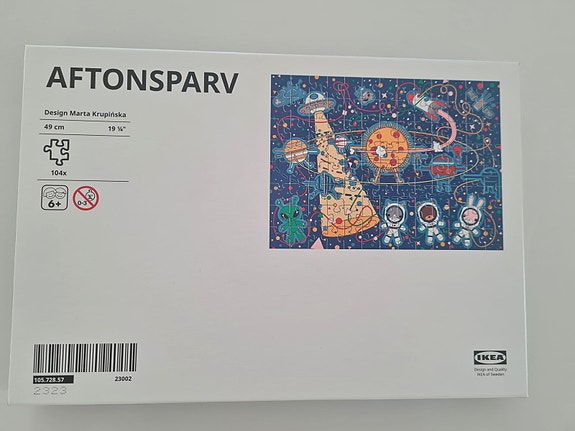 AFTONSPARV
Design Marta Krupińska
49 cm 19 ¼"
104x
6+ 0-3
105.728.57 23002
2323
IKEA
Design and Quality
IKEA of Sweden